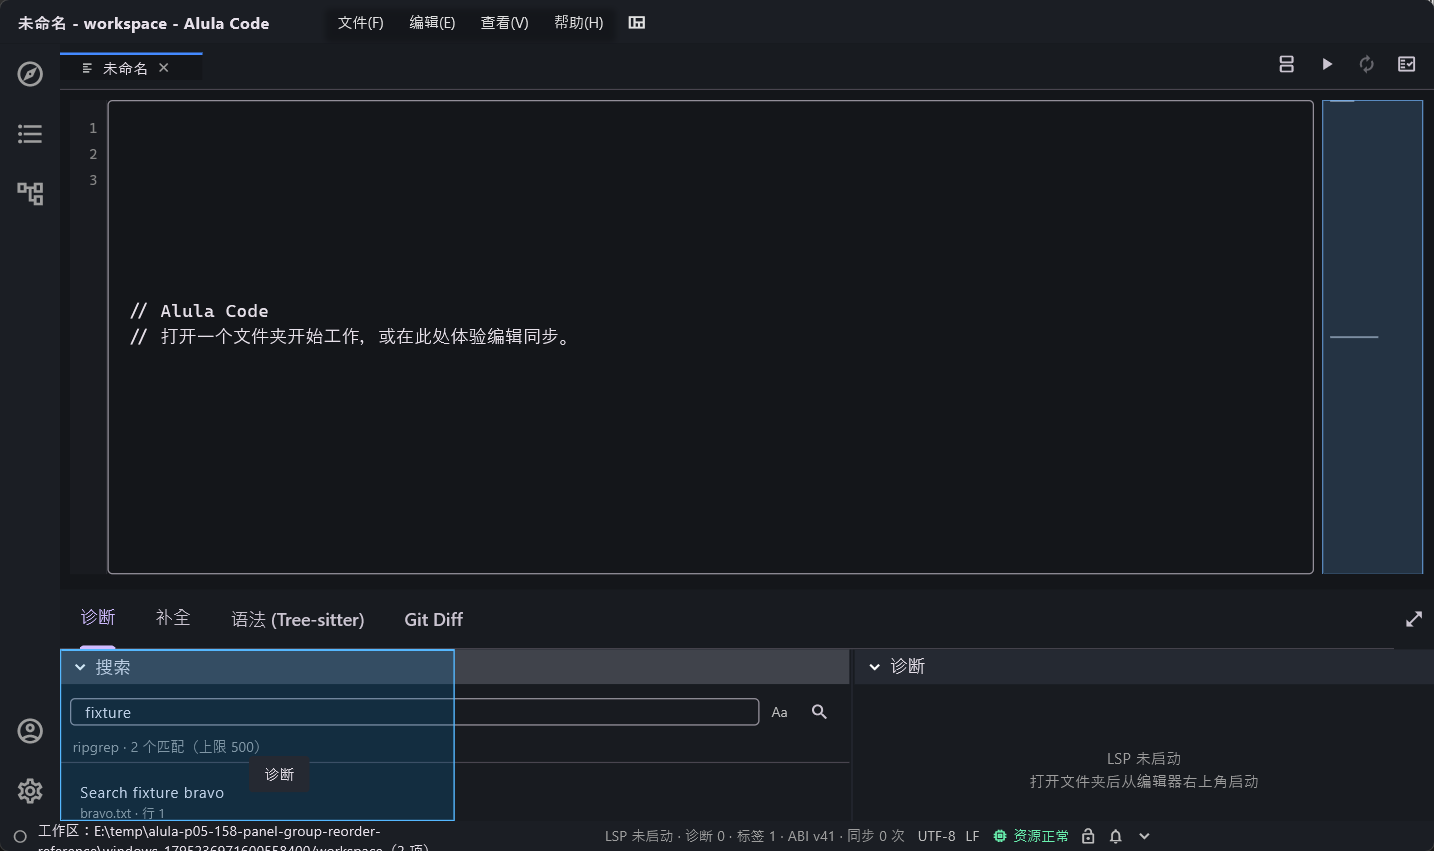 未命名 - workspace - Alula Code
文件(F) 编辑(E) 查看(V) 帮助(H)
未命名
1
2
3
// Alula Code
// 打开一个文件夹开始工作，或在此处体验编辑同步。
诊断 补全 语法 (Tree-sitter) Git Diff
搜索
诊断
fixture
Aa
ripgrep · 2 个匹配（上限 500）
诊断
Search fixture bravo
bravo.txt · 行 1
LSP 未启动
打开文件夹后从编辑器右上角启动
工作区：E:\temp\alula-p05-158-panel-group-reorder-
reference\windows-1795236971600558400/workspace（2 项）
LSP 未启动 · 诊断 0 · 标签 1 · ABI v41 · 同步 0 次 UTF-8 LF 资源正常